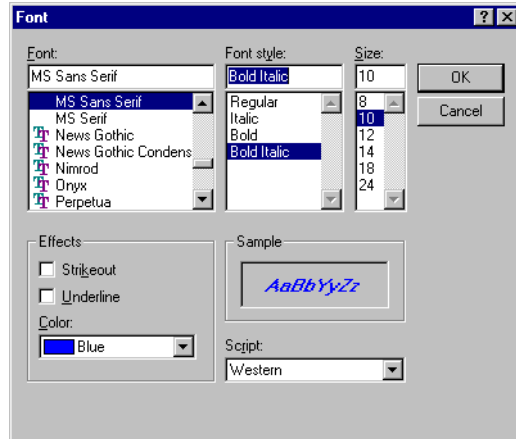 Font
Font: Font style: Size:
MS Sans Serif Bold Italic 10 OK
MS Sans Serif Regular 8 Cancel
MS Serif Italic 10
News Gothic Bold 12
News Gothic Condens Bold Italic 14
Nimrod 18
Onyx 24
Perpetua
Effects Sample
Strikeout
Underline AaBbYyZz
Color:
Blue Script:
Western